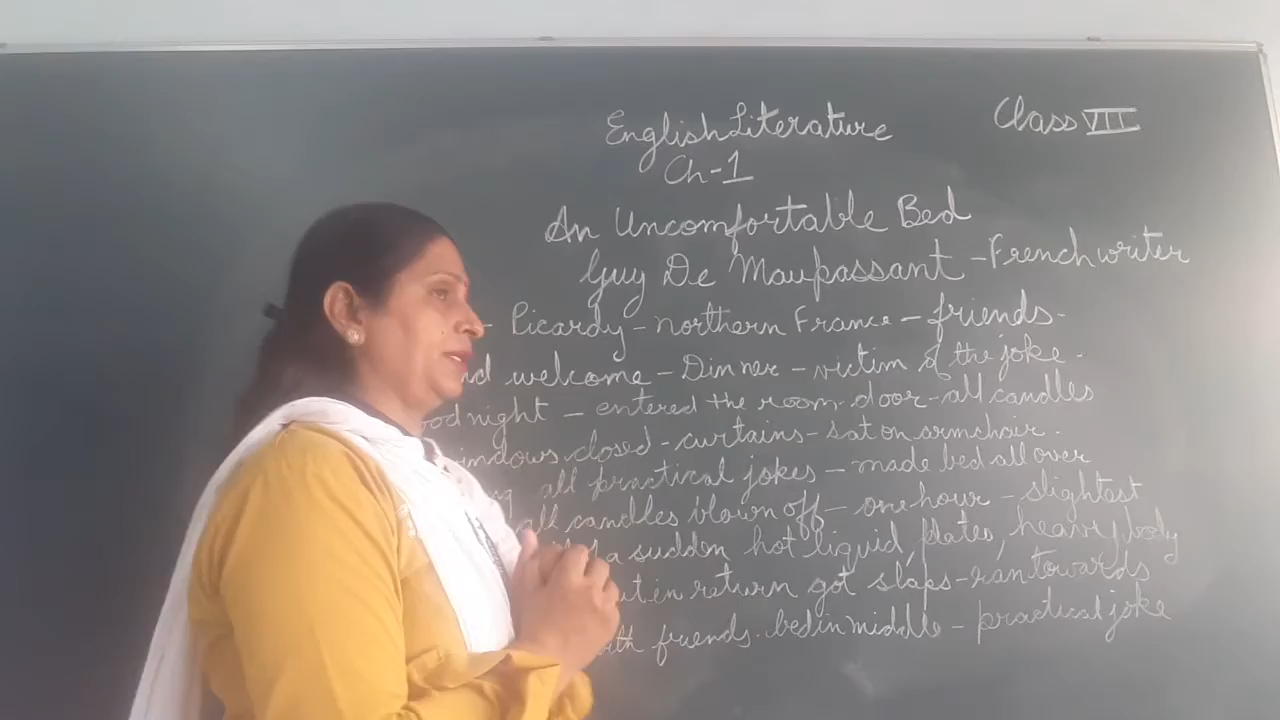 English Literature
Class VIII
Ch-1
An Uncomfortable Bed
Guy De Maupassant - French writer
- Picardy - northern France - friends -
welcome - Dinner - victim of the joke.
night - entered the room door - all candles
closed - curtains - sat on armchair.
all practical jokes - made bed all over
all candles blown off - one hour - slightest
a sudden hot liquid, plates, heavy body
in return got slaps - ran towards
friends. bed in middle - practical joke